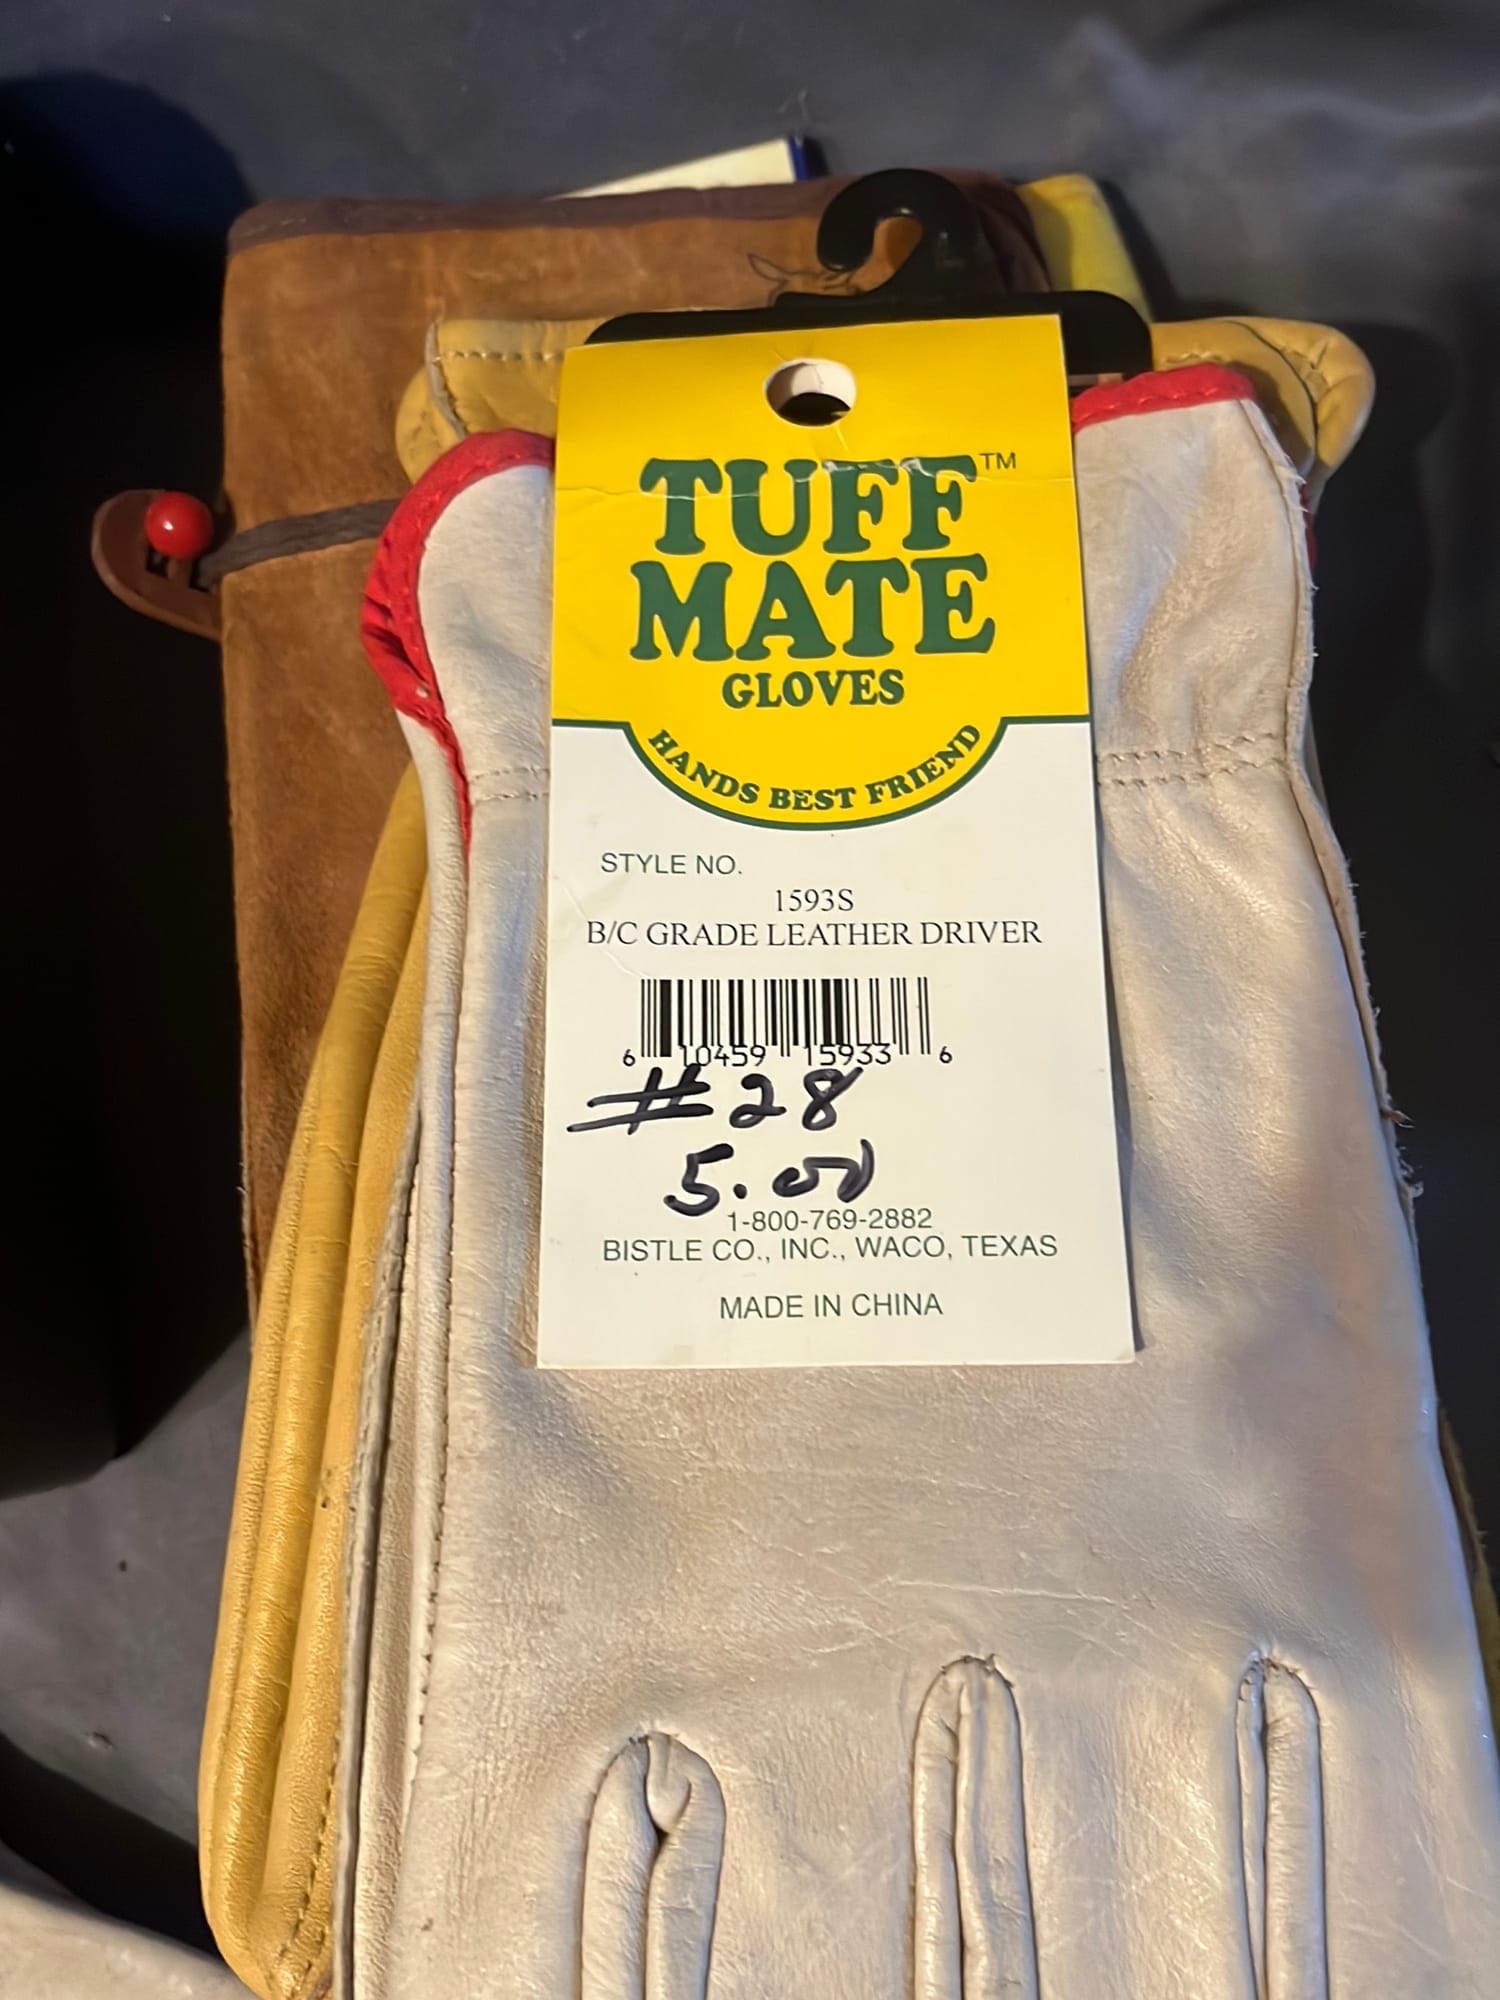 TUFF™
MATE
GLOVES
HANDS BEST FRIEND
STYLE NO.
1593S
B/C GRADE LEATHER DRIVER
6 10459 15933 6
#28
5.00
1-800-769-2882
BISTLE CO., INC., WACO, TEXAS
MADE IN CHINA